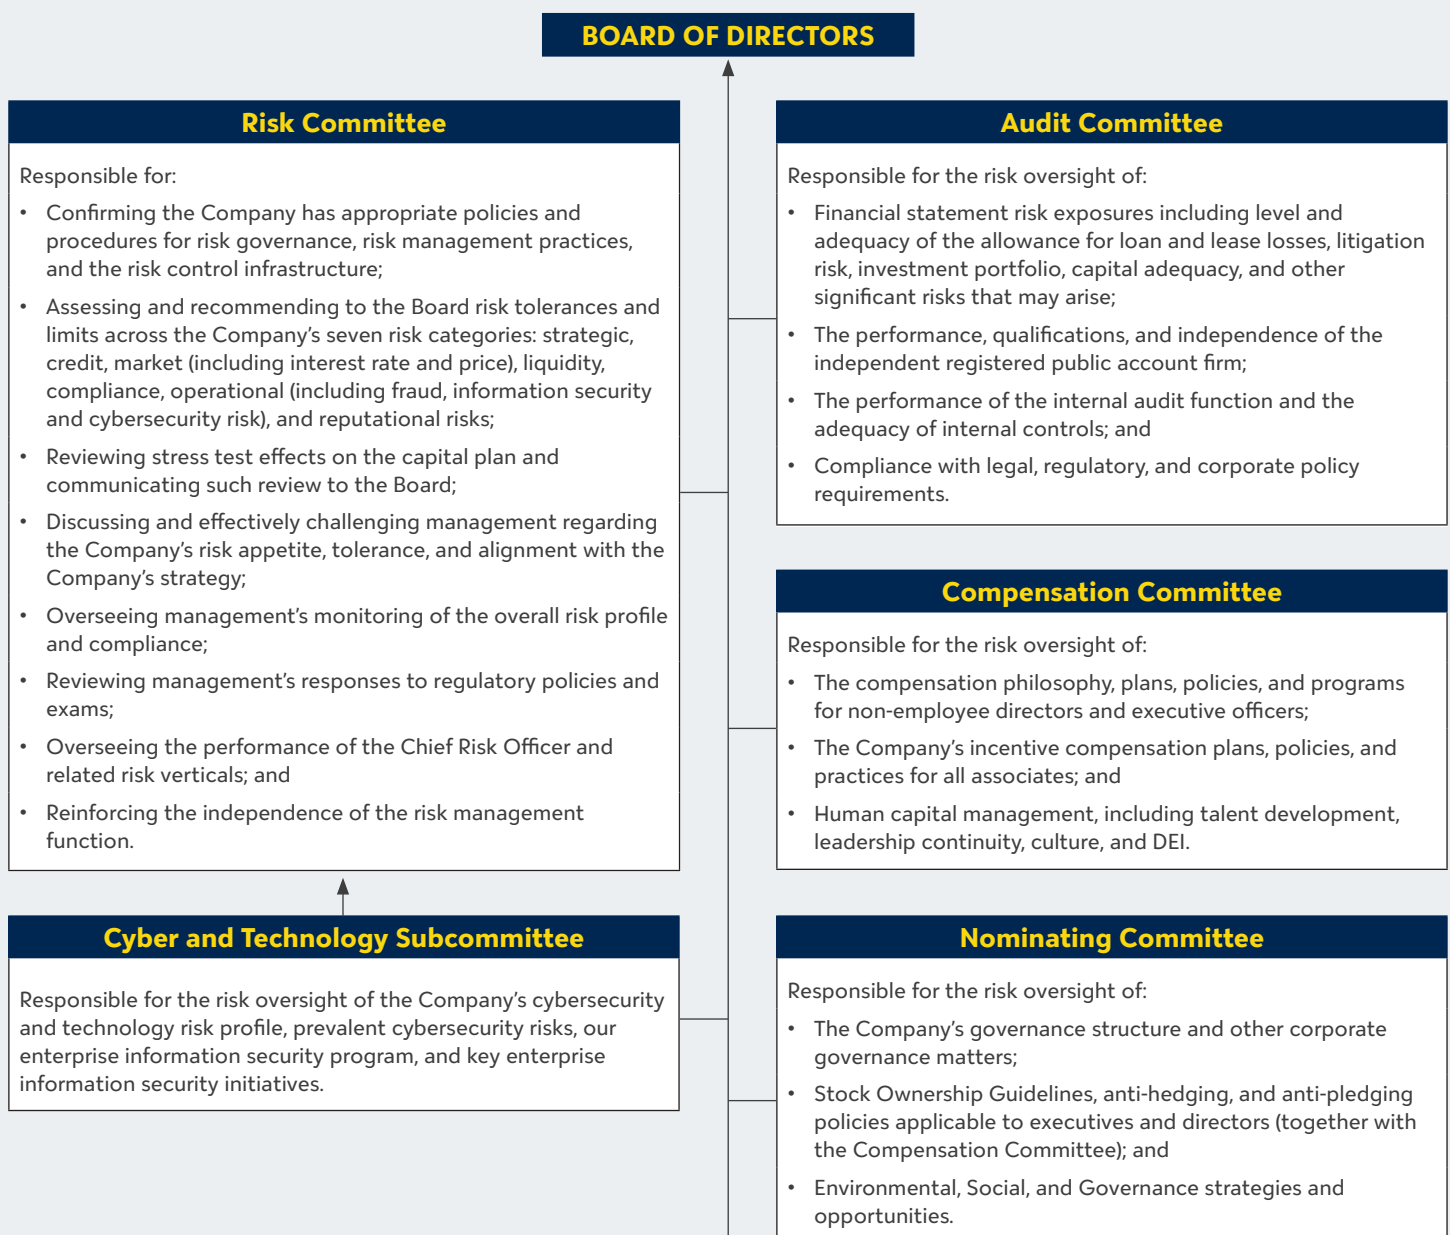 BOARD OF DIRECTORS
Risk Committee
Responsible for:
• Confirming the Company has appropriate policies and
procedures for risk governance, risk management practices,
and the risk control infrastructure;
• Assessing and recommending to the Board risk tolerances and
limits across the Company’s seven risk categories: strategic,
credit, market (including interest rate and price), liquidity,
compliance, operational (including fraud, information security
and cybersecurity risk), and reputational risks;
• Reviewing stress test effects on the capital plan and
communicating such review to the Board;
• Discussing and effectively challenging management regarding
the Company’s risk appetite, tolerance, and alignment with the
Company’s strategy;
• Overseeing management’s monitoring of the overall risk profile
and compliance;
• Reviewing management’s responses to regulatory policies and
exams;
• Overseeing the performance of the Chief Risk Officer and
related risk verticals; and
• Reinforcing the independence of the risk management
function.
Cyber and Technology Subcommittee
Responsible for the risk oversight of the Company’s cybersecurity
and technology risk profile, prevalent cybersecurity risks, our
enterprise information security program, and key enterprise
information security initiatives.
Audit Committee
Responsible for the risk oversight of:
• Financial statement risk exposures including level and
adequacy of the allowance for loan and lease losses, litigation
risk, investment portfolio, capital adequacy, and other
significant risks that may arise;
• The performance, qualifications, and independence of the
independent registered public account firm;
• The performance of the internal audit function and the
adequacy of internal controls; and
• Compliance with legal, regulatory, and corporate policy
requirements.
Compensation Committee
Responsible for the risk oversight of:
• The compensation philosophy, plans, policies, and programs
for non-employee directors and executive officers;
• The Company’s incentive compensation plans, policies, and
practices for all associates; and
• Human capital management, including talent development,
leadership continuity, culture, and DEI.
Nominating Committee
Responsible for the risk oversight of:
• The Company’s governance structure and other corporate
governance matters;
• Stock Ownership Guidelines, anti-hedging, and anti-pledging
policies applicable to executives and directors (together with
the Compensation Committee); and
• Environmental, Social, and Governance strategies and
opportunities.